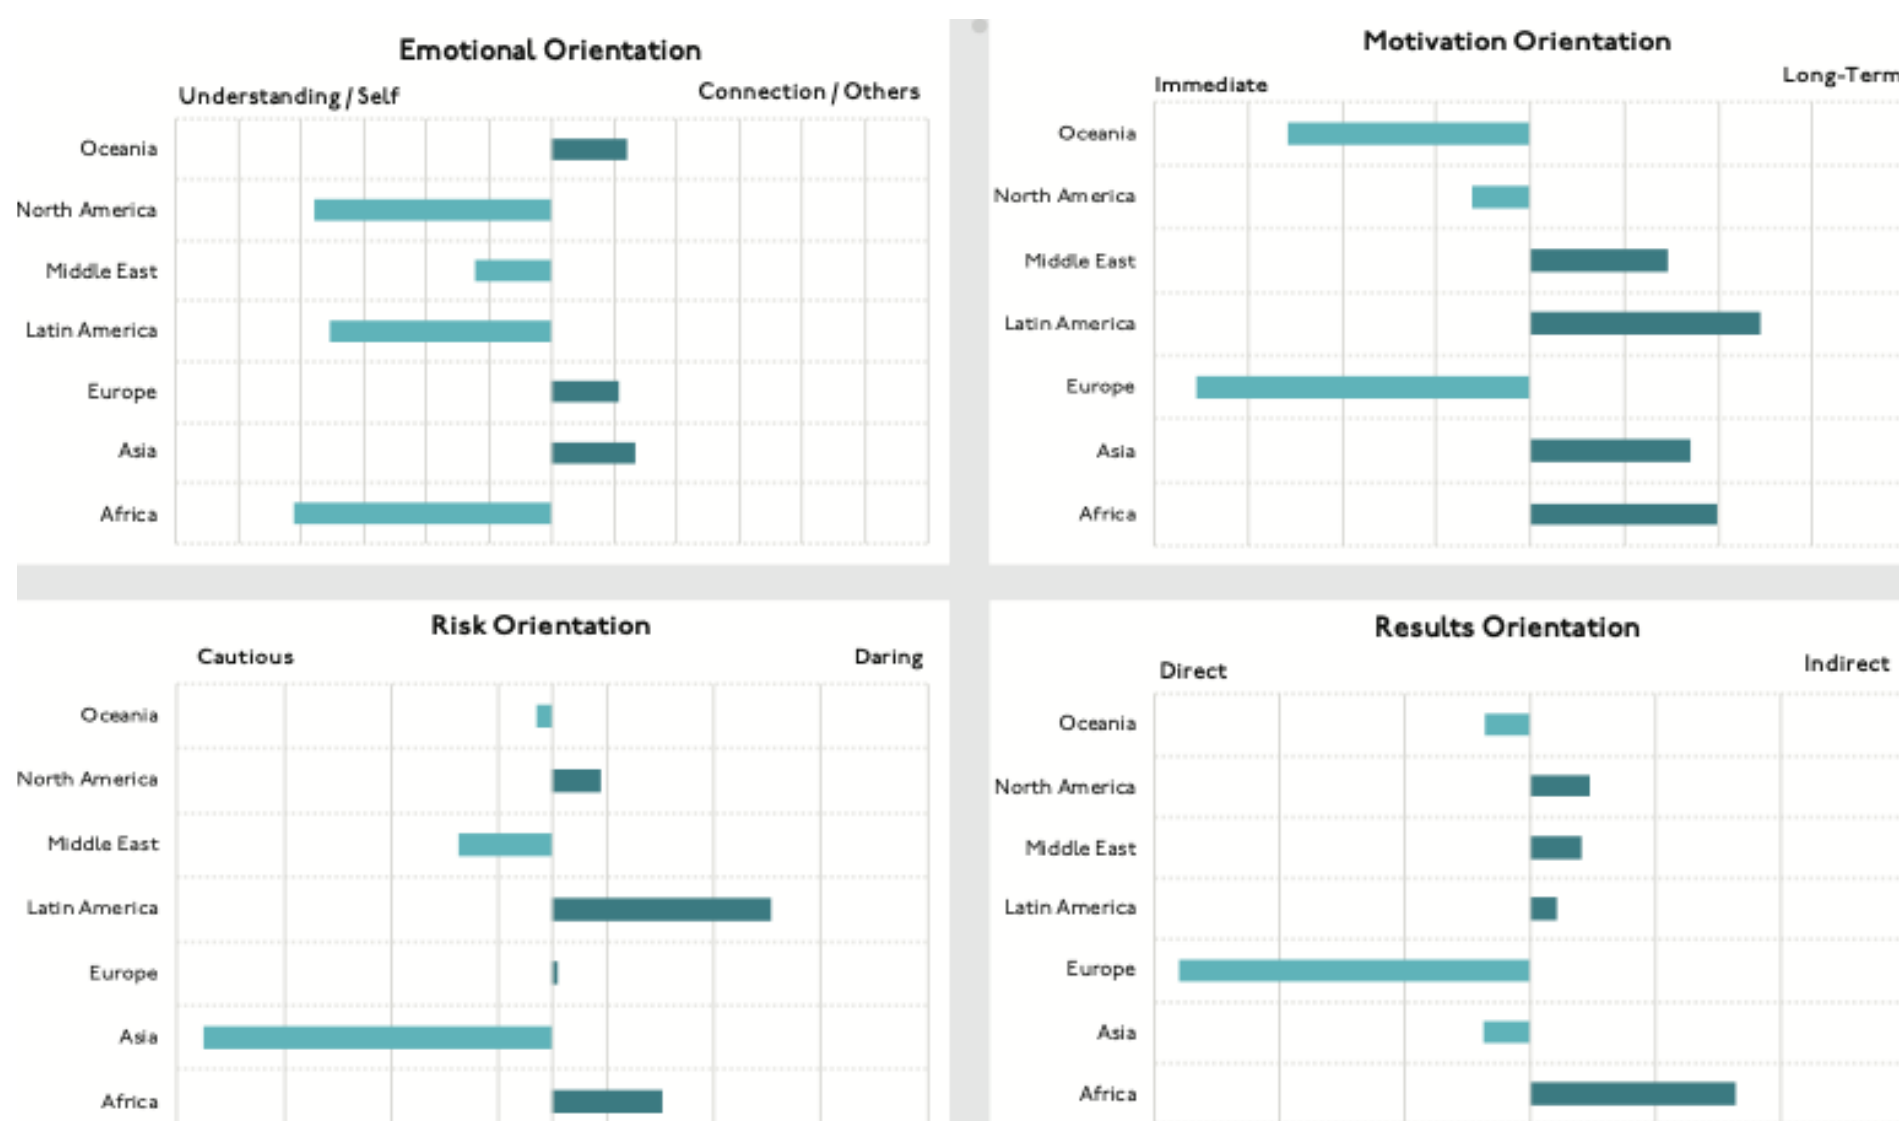 Emotional Orientation
Understanding / Self
Connection / Others
Oceania
North America
Middle East
Latin America
Europe
Asia
Africa
Motivation Orientation
Immediate
Long-Term
Oceania
North America
Middle East
Latin America
Europe
Asia
Africa
Risk Orientation
Cautious
Daring
Oceania
North America
Middle East
Latin America
Europe
Asia
Africa
Results Orientation
Direct
Indirect
Oceania
North America
Middle East
Latin America
Europe
Asia
Africa